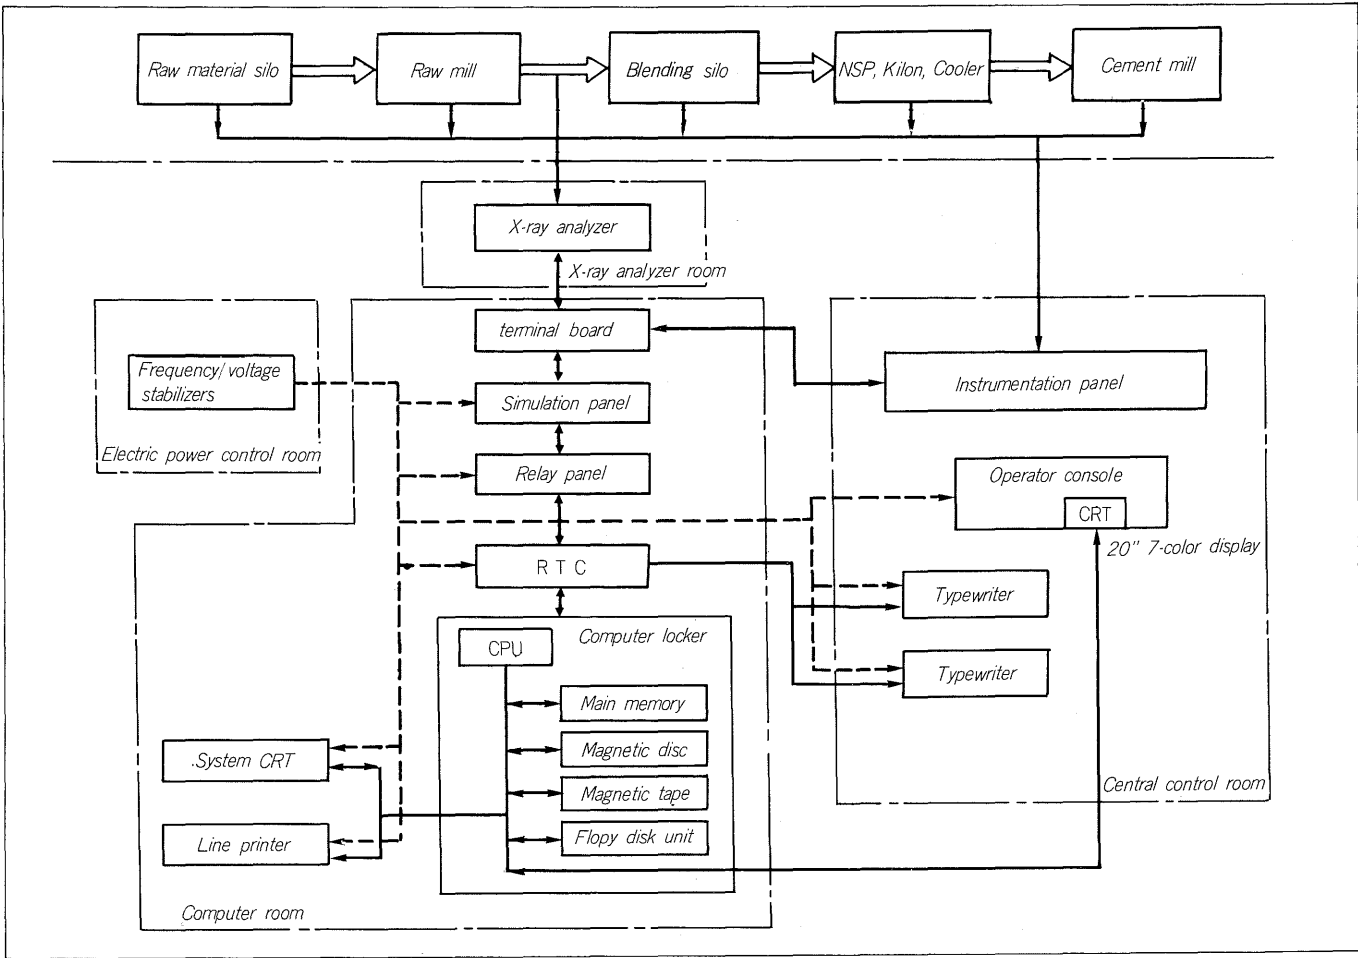 Raw material silo
Raw mill
Blending silo
NSP, Kilon, Cooler
Cement mill
X-ray analyzer
X-ray analyzer room
terminal board
Frequency/voltage
stabilizers
Electric power control room
Simulation panel
Instrumentation panel
Relay panel
Operator console
CRT
20" 7-color display
RTC
Typewriter
Computer locker
CPU
Typewriter
Main memory
System CRT
Magnetic disc
Magnetic tape
Central control room
Line printer
Flopy disk unit
Computer room